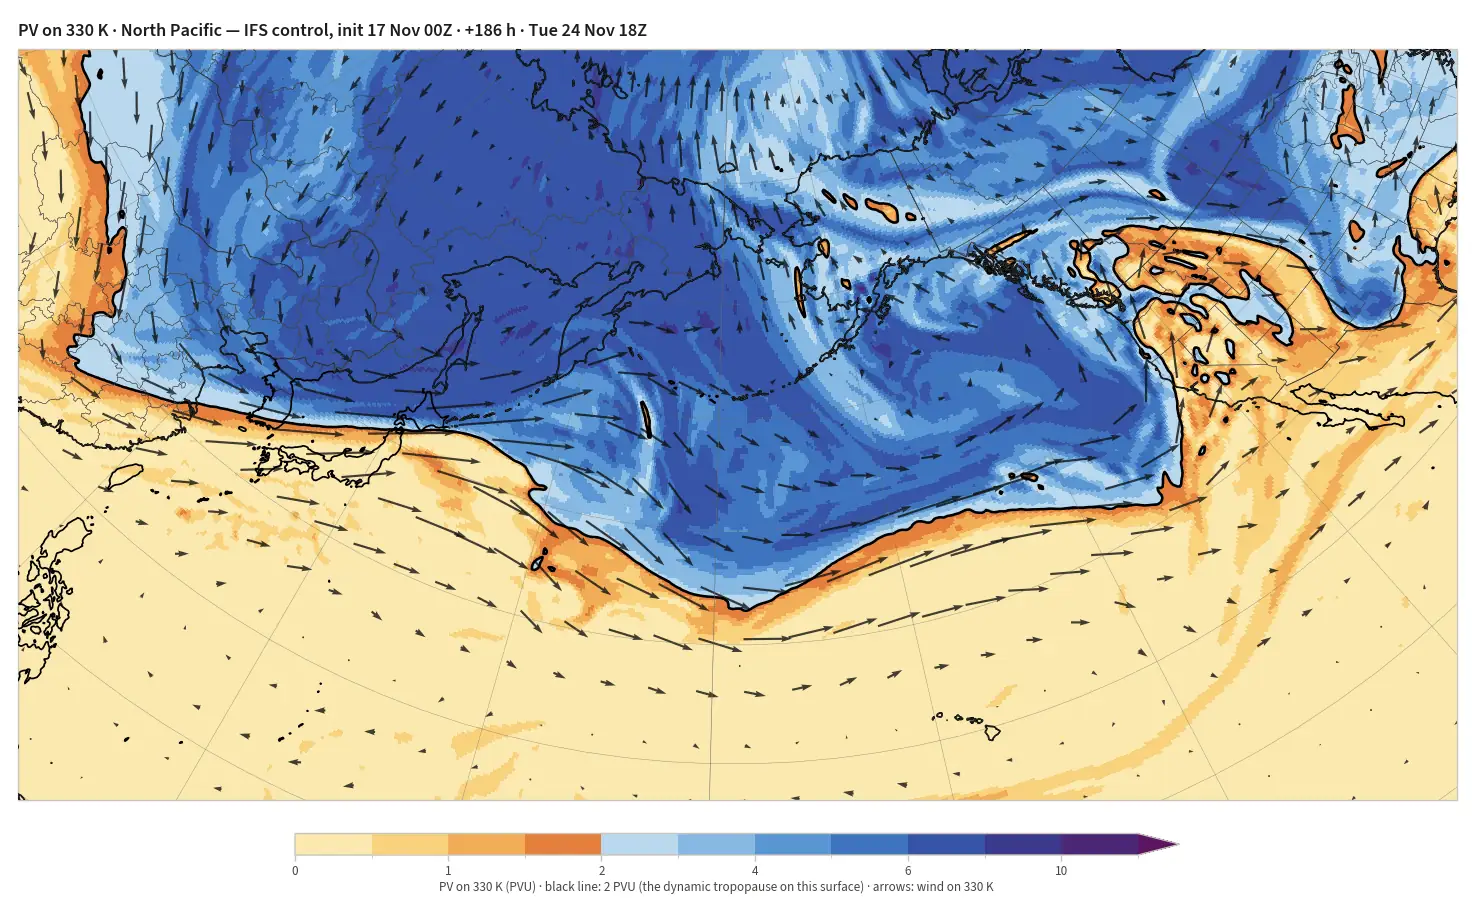 PV on 330 K · North Pacific — IFS control, init 17 Nov 00Z · +186 h · Tue 24 Nov 18Z
0 1 2 4 6 10
PV on 330 K (PVU) · black line: 2 PVU (the dynamic tropopause on this surface) · arrows: wind on 330 K